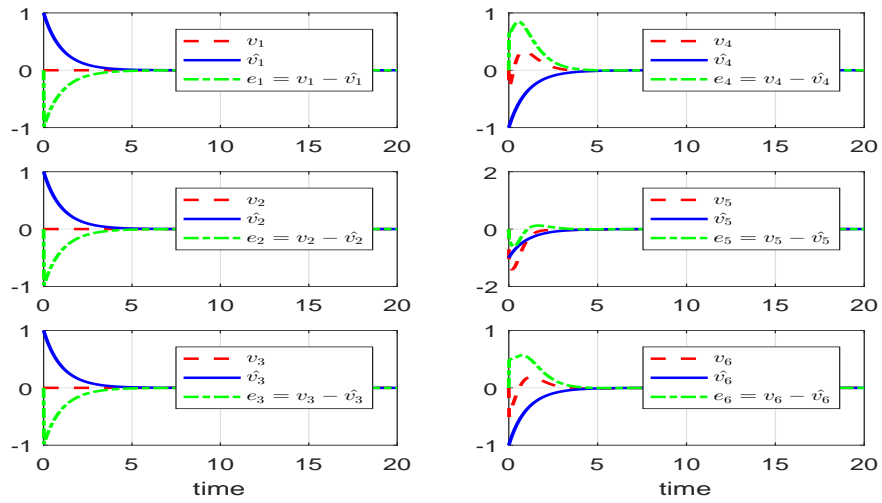 1
0
-1
0 5 10 15 20
v₁
v̂₁
e₁ = v₁ − v̂₁
1
0
-1
0 5 10 15 20
v₄
v̂₄
e₄ = v₄ − v̂₄
1
0
-1
0 5 10 15 20
v₂
v̂₂
e₂ = v₂ − v̂₂
2
0
-2
0 5 10 15 20
v₅
v̂₅
e₅ = v₅ − v̂₅
1
0
-1
0 5 10 15 20
v₃
v̂₃
e₃ = v₃ − v̂₃
time
1
0
-1
0 5 10 15 20
v₆
v̂₆
e₆ = v₆ − v̂₆
time